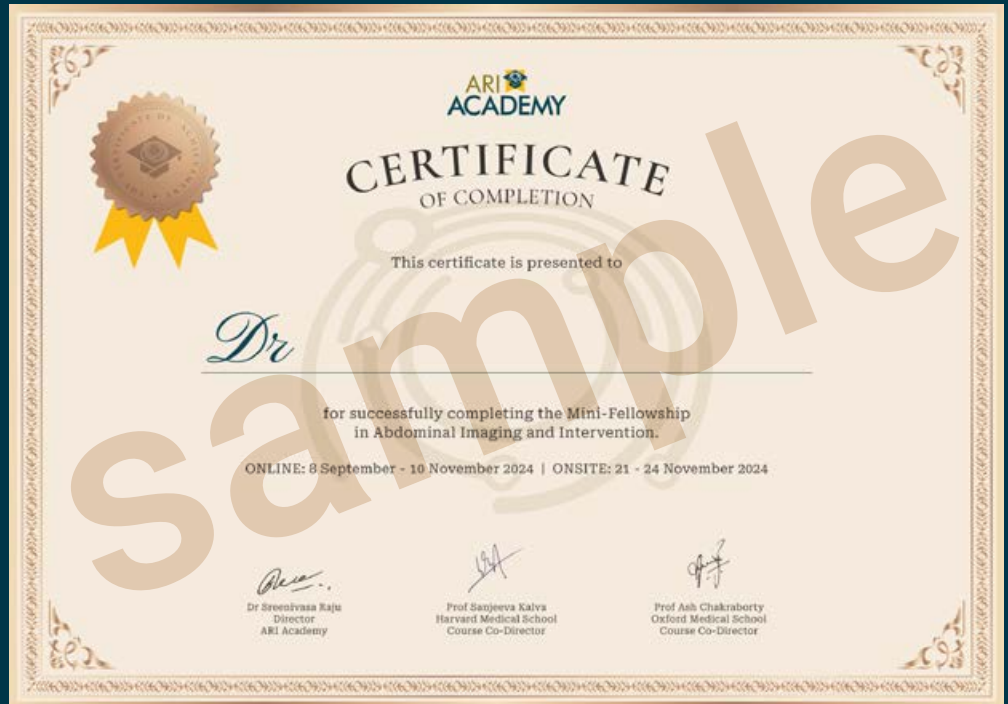 ARI
ACADEMY
CERTIFICATE
OF COMPLETION
This certificate is presented to
Dr
for successfully completing the Mini-Fellowship
in Abdominal Imaging and Intervention.
ONLINE: 8 September - 10 November 2024 | ONSITE: 21 - 24 November 2024
sample
Dr Sreenivasa Raju
Director
ARI Academy
Prof Sanjeeva Kalva
Harvard Medical School
Course Co-Director
Prof Ash Chakraborty
Oxford Medical School
Course Co-Director